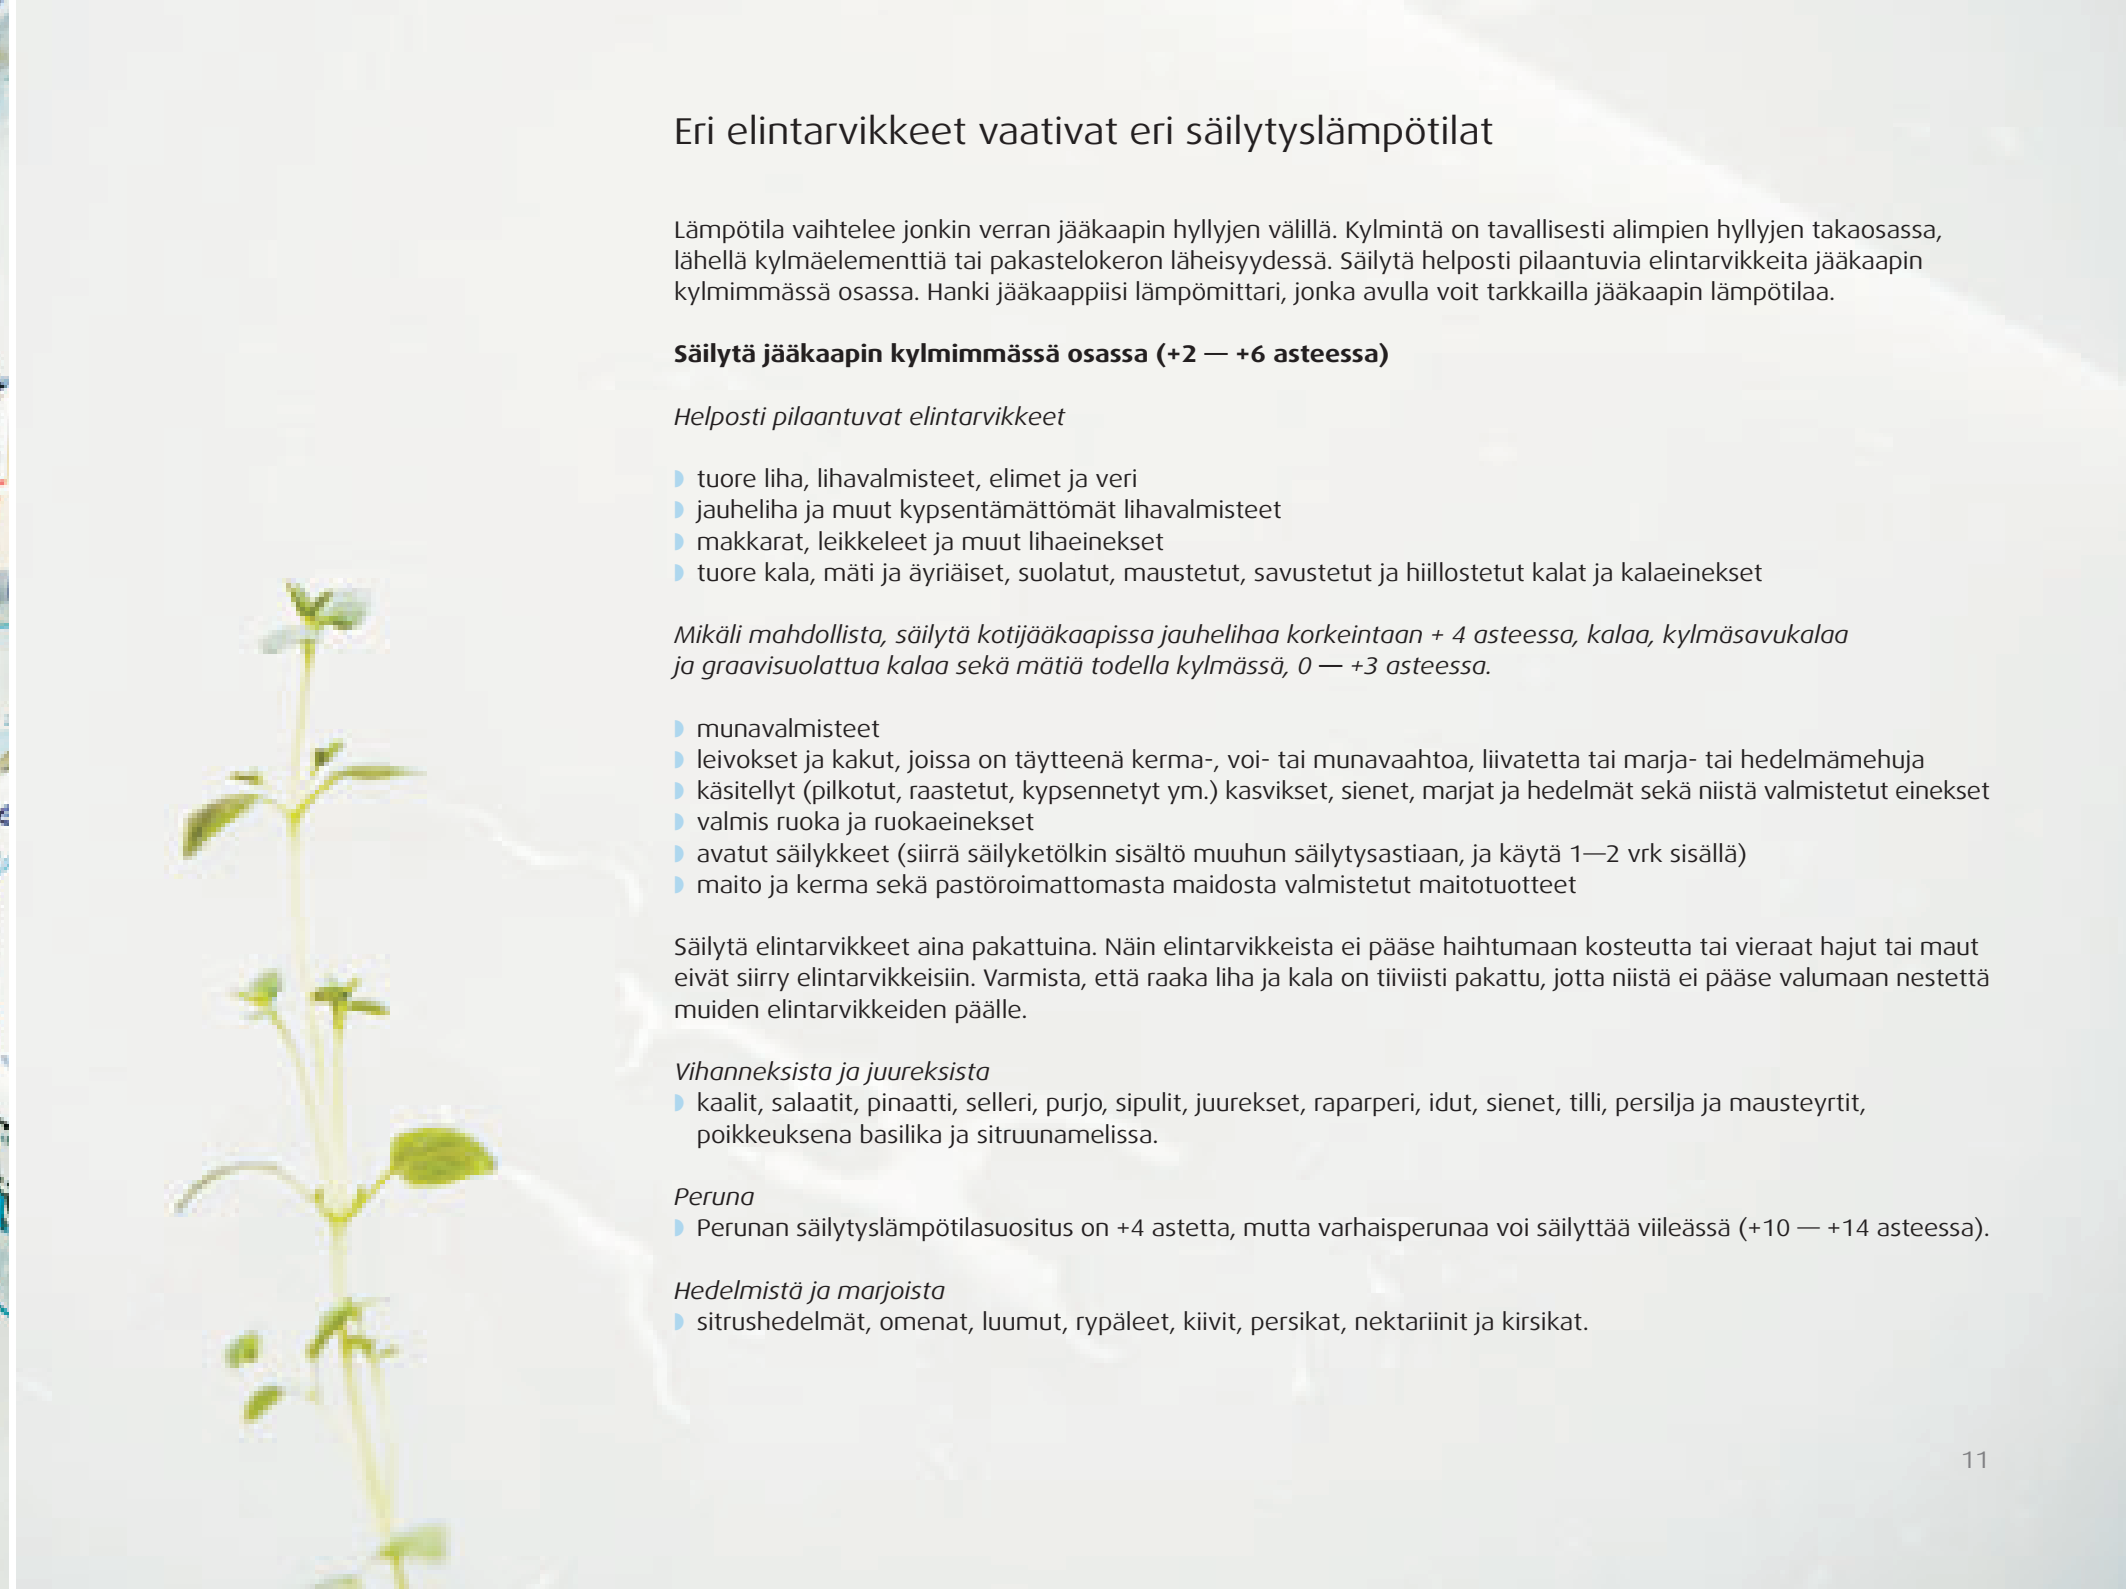 Eri elintarvikkeet vaativat eri säilytyslämpötilat
Lämpötila vaihtelee jonkin verran jääkaapin hyllyjen välillä. Kylmintä on tavallisesti alimpien hyllyjen takaosassa,
lähellä kylmäelementtiä tai pakastelokeron läheisyydessä. Säilytä helposti pilaantuvia elintarvikkeita jääkaapin
kylmimmässä osassa. Hanki jääkaappiisi lämpömittari, jonka avulla voit tarkkailla jääkaapin lämpötilaa.
Säilytä jääkaapin kylmimmässä osassa (+2 — +6 asteessa)
Helposti pilaantuvat elintarvikkeet
tuore liha, lihavalmisteet, elimet ja veri
jauheliha ja muut kypsentämättömät lihavalmisteet
makkarat, leikkeleet ja muut lihaeinekset
tuore kala, mäti ja äyriäiset, suolatut, maustetut, savustetut ja hiillostetut kalat ja kalaeinekset
Mikäli mahdollista, säilytä kotijääkaapissa jauhelihaa korkeintaan + 4 asteessa, kalaa, kylmäsavukalaa
ja graavisuolattua kalaa sekä mätiä todella kylmässä, 0 — +3 asteessa.
munavalmisteet
leivokset ja kakut, joissa on täytteenä kerma-, voi- tai munavaahtoa, liivatetta tai marja- tai hedelmämehuja
käsitellyt (pilkotut, raastetut, kypsennetyt ym.) kasvikset, sienet, marjat ja hedelmät sekä niistä valmistetut einekset
valmis ruoka ja ruokaeinekset
avatut säilykkeet (siirrä säilyketölkin sisältö muuhun säilytysastiaan, ja käytä 1—2 vrk sisällä)
maito ja kerma sekä pastöroimattomasta maidosta valmistetut maitotuotteet
Säilytä elintarvikkeet aina pakattuina. Näin elintarvikkeista ei pääse haihtumaan kosteutta tai vieraat hajut tai maut
eivät siirry elintarvikkeisiin. Varmista, että raaka liha ja kala on tiiviisti pakattu, jotta niistä ei pääse valumaan nestettä
muiden elintarvikkeiden päälle.
Vihanneksista ja juureksista
kaalit, salaatit, pinaatti, selleri, purjo, sipulit, juurekset, raparperi, idut, sienet, tilli, persilja ja mausteyrtit,
poikkeuksena basilika ja sitruunamelissa.
Peruna
Perunan säilytyslämpötilasuositus on +4 astetta, mutta varhaisperunaa voi säilyttää viileässä (+10 — +14 asteessa).
Hedelmistä ja marjoista
sitrushedelmät, omenat, luumut, rypäleet, kiivit, persikat, nektariinit ja kirsikat.
11